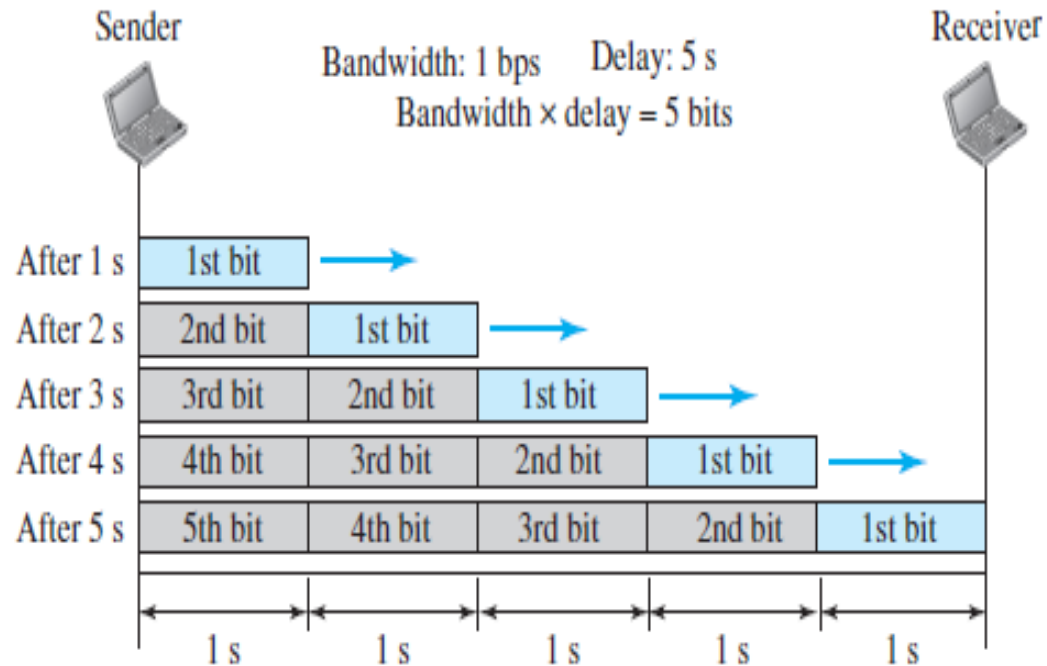 Sender
Receiver
Bandwidth: 1 bps Delay: 5 s
Bandwidth × delay = 5 bits
After 1 s 1st bit
After 2 s 2nd bit 1st bit
After 3 s 3rd bit 2nd bit 1st bit
After 4 s 4th bit 3rd bit 2nd bit 1st bit
After 5 s 5th bit 4th bit 3rd bit 2nd bit 1st bit
1 s 1 s 1 s 1 s 1 s